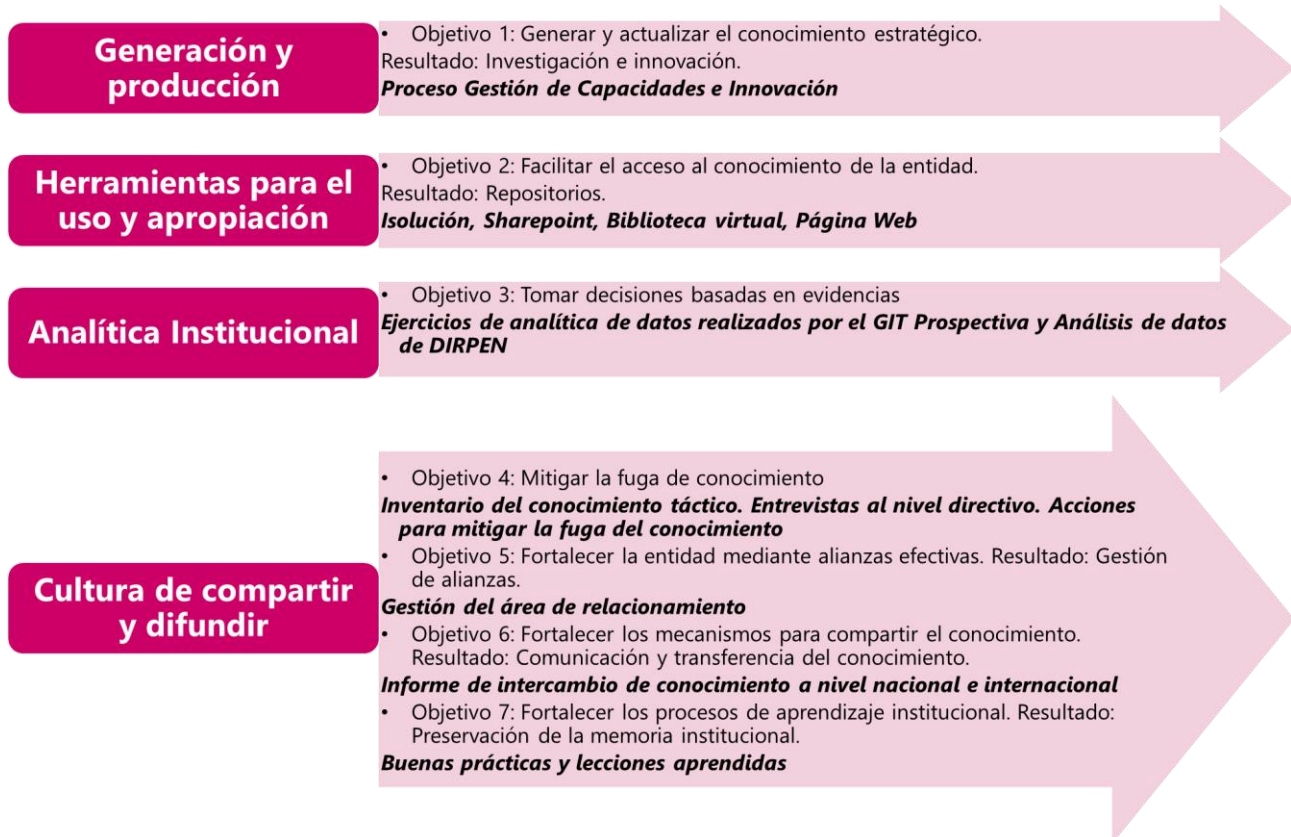 Generación y
producción
• Objetivo 1: Generar y actualizar el conocimiento estratégico.
Resultado: Investigación e innovación.
Proceso Gestión de Capacidades e Innovación
Herramientas para el
uso y apropiación
• Objetivo 2: Facilitar el acceso al conocimiento de la entidad.
Resultado: Repositorios.
Isolución, Sharepoint, Biblioteca virtual, Página Web
Analítica Institucional
• Objetivo 3: Tomar decisiones basadas en evidencias
Ejercicios de analítica de datos realizados por el GIT Prospectiva y Análisis de datos
de DIRPEN
Cultura de compartir
y difundir
• Objetivo 4: Mitigar la fuga de conocimiento
Inventario del conocimiento táctico. Entrevistas al nivel directivo. Acciones
para mitigar la fuga del conocimiento
• Objetivo 5: Fortalecer la entidad mediante alianzas efectivas. Resultado: Gestión
de alianzas.
Gestión del área de relacionamiento
• Objetivo 6: Fortalecer los mecanismos para compartir el conocimiento.
Resultado: Comunicación y transferencia del conocimiento.
Informe de intercambio de conocimiento a nivel nacional e internacional
• Objetivo 7: Fortalecer los procesos de aprendizaje institucional. Resultado:
Preservación de la memoria institucional.
Buenas prácticas y lecciones aprendidas